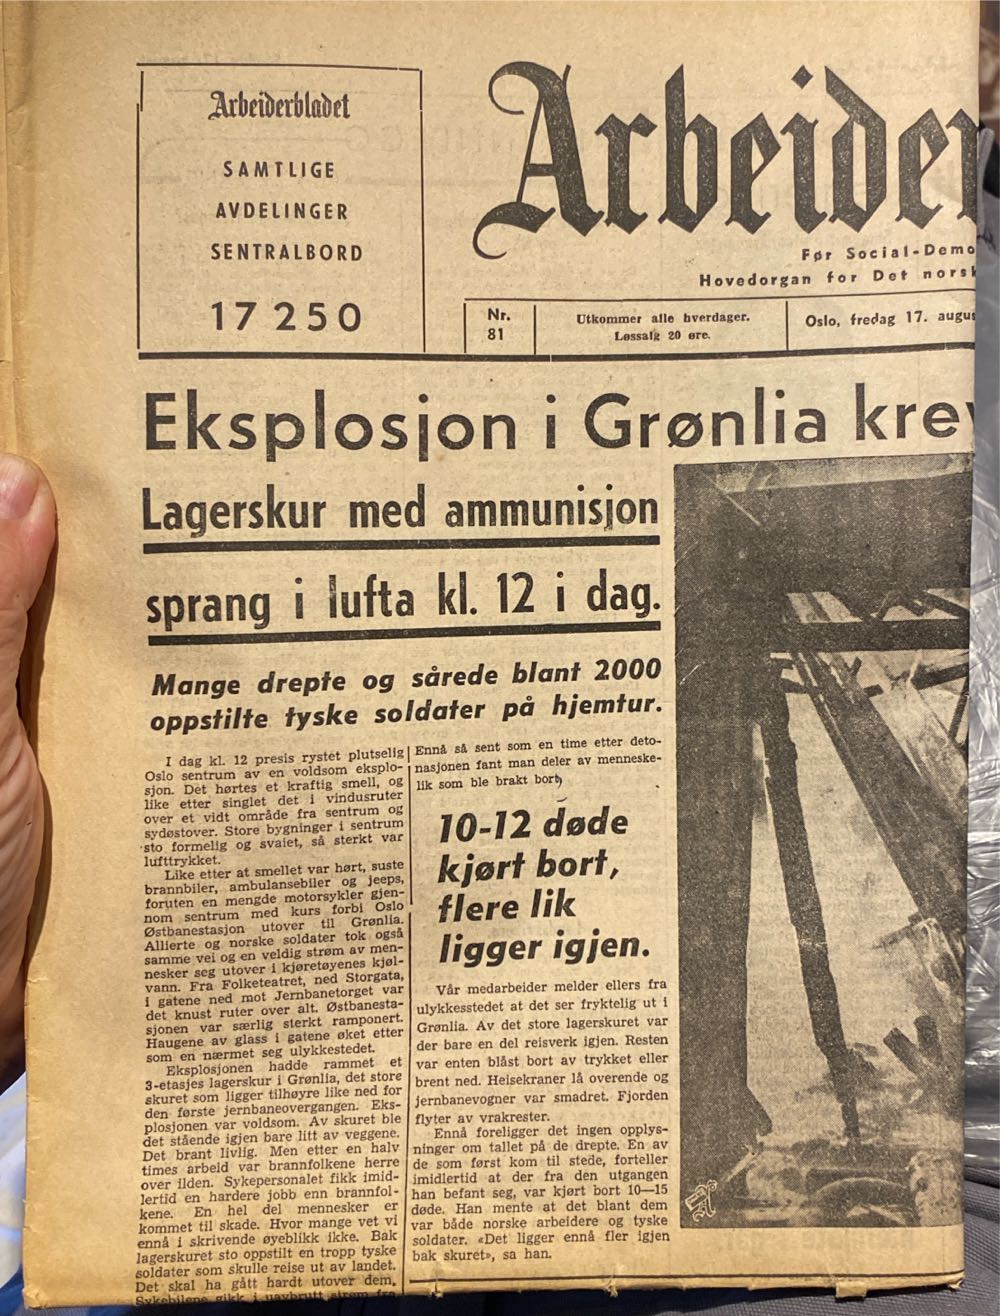 Arbeiderbladet
SAMTLIGE
AVDELINGER
SENTRALBORD
17 250
Arbeider
Før Social-Demo
Hovedorgan for Det norsk
Nr.
81
Utkommer alle hverdager.
Løssalg 20 øre.
Oslo, fredag 17. augus
Eksplosjon i Grønlia krev
Lagerskur med ammunisjon
sprang i lufta kl. 12 i dag.
Mange drepte og sårede blant 2000
oppstilte tyske soldater på hjemtur.
I dag kl. 12 presis rystet plutselig
Oslo sentrum av en voldsom eksplo-
sjon. Det hørtes et kraftig smell, og
like etter singlet det i vindusruter
over et vidt område fra sentrum og
sydøstover. Store bygninger i sentrum
sto formelig og svaiet, så sterkt var
lufttrykket.
Like etter at smellet var hørt, suste
brannbiler, ambulansebiler og jeeps,
foruten en mengde motorsykler gjen-
nom sentrum med kurs forbi Oslo
Østbanestasjon utover til Grønlia.
Allierte og norske soldater tok også
samme vei og en veldig strøm av men-
nesker seg utover i kjøretøyenes kjøl-
vann. Fra Folketeatret, ned Storgata,
i gatene ned mot Jernbanetorget var
det knust ruter over alt. Østbanesta-
sjonen var særlig sterkt ramponert.
Haugene av glass i gatene øket etter
som en nærmet seg ulykkestedet.
Eksplosjonen hadde rammet et
3-etasjes lagerskur i Grønlia, det store
skuret som ligger tilhøyre like ned for
den første jernbaneovergangen. Eks-
plosjonen var voldsom. Av skuret ble
det stående igjen bare litt av veggene.
Det brant livlig. Men etter en halv
times arbeid var brannfolkene herre
over ilden. Sykepersonalet fikk imid-
lertid en hardere jobb enn brannfol-
kene. En hel del mennesker er
kommet til skade. Hvor mange vet vi
ennå i skrivende øyeblikk ikke. Bak
lagerskuret sto oppstilt en tropp tyske
soldater som skulle reise ut av landet.
Det skal ha gått hardt utover dem.
Sykebilene gikk i uavbrutt strøm fra
Ennå så sent som en time etter deto-
nasjonen fant man deler av menneske-
lik som ble brakt bort,
10-12 døde
kjørt bort,
flere lik
ligger igjen.
Vår medarbeider melder ellers fra
ulykkesstedet at det ser fryktelig ut i
Grønlia. Av det store lagerskuret var
der bare en del reisverk igjen. Resten
var enten blåst bort av trykket eller
brent ned. Heisekraner lå overende og
jernbanevogner var smadret. Fjorden
flyter av vrakrester.
Ennå foreligger det ingen opplys-
ninger om tallet på de drepte. En av
de som først kom til stede, forteller
imidlertid at der fra den utgangen
han befant seg, var kjørt bort 10—15
døde. Han mente at det blant dem
var både norske arbeidere og tyske
soldater. «Det ligger ennå fler igjen
bak skuret», sa han.